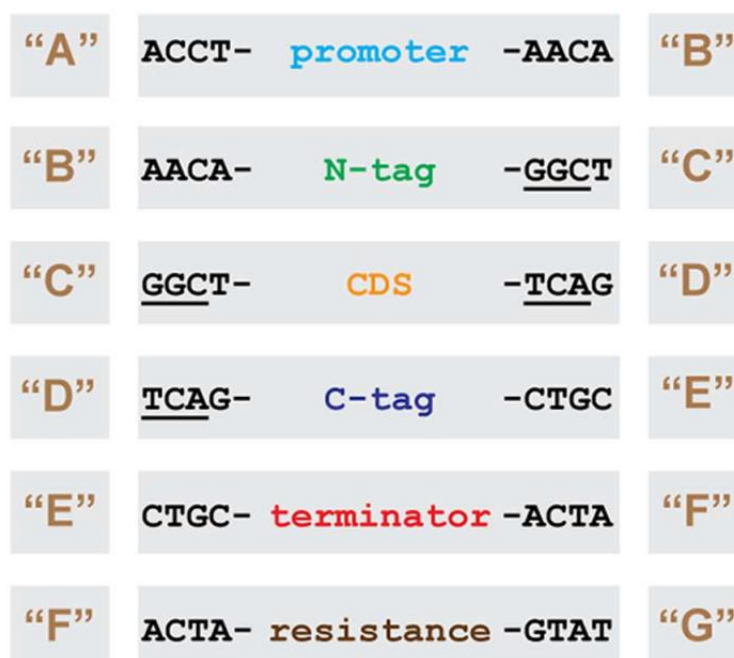 “A” ACCT- promoter -AACA “B”
“B” AACA- N-tag -GGCT “C”
“C” GGCT- CDS -TCAG “D”
“D” TCAG- C-tag -CTGC “E”
“E” CTGC- terminator -ACTA “F”
“F” ACTA- resistance -GTAT “G”